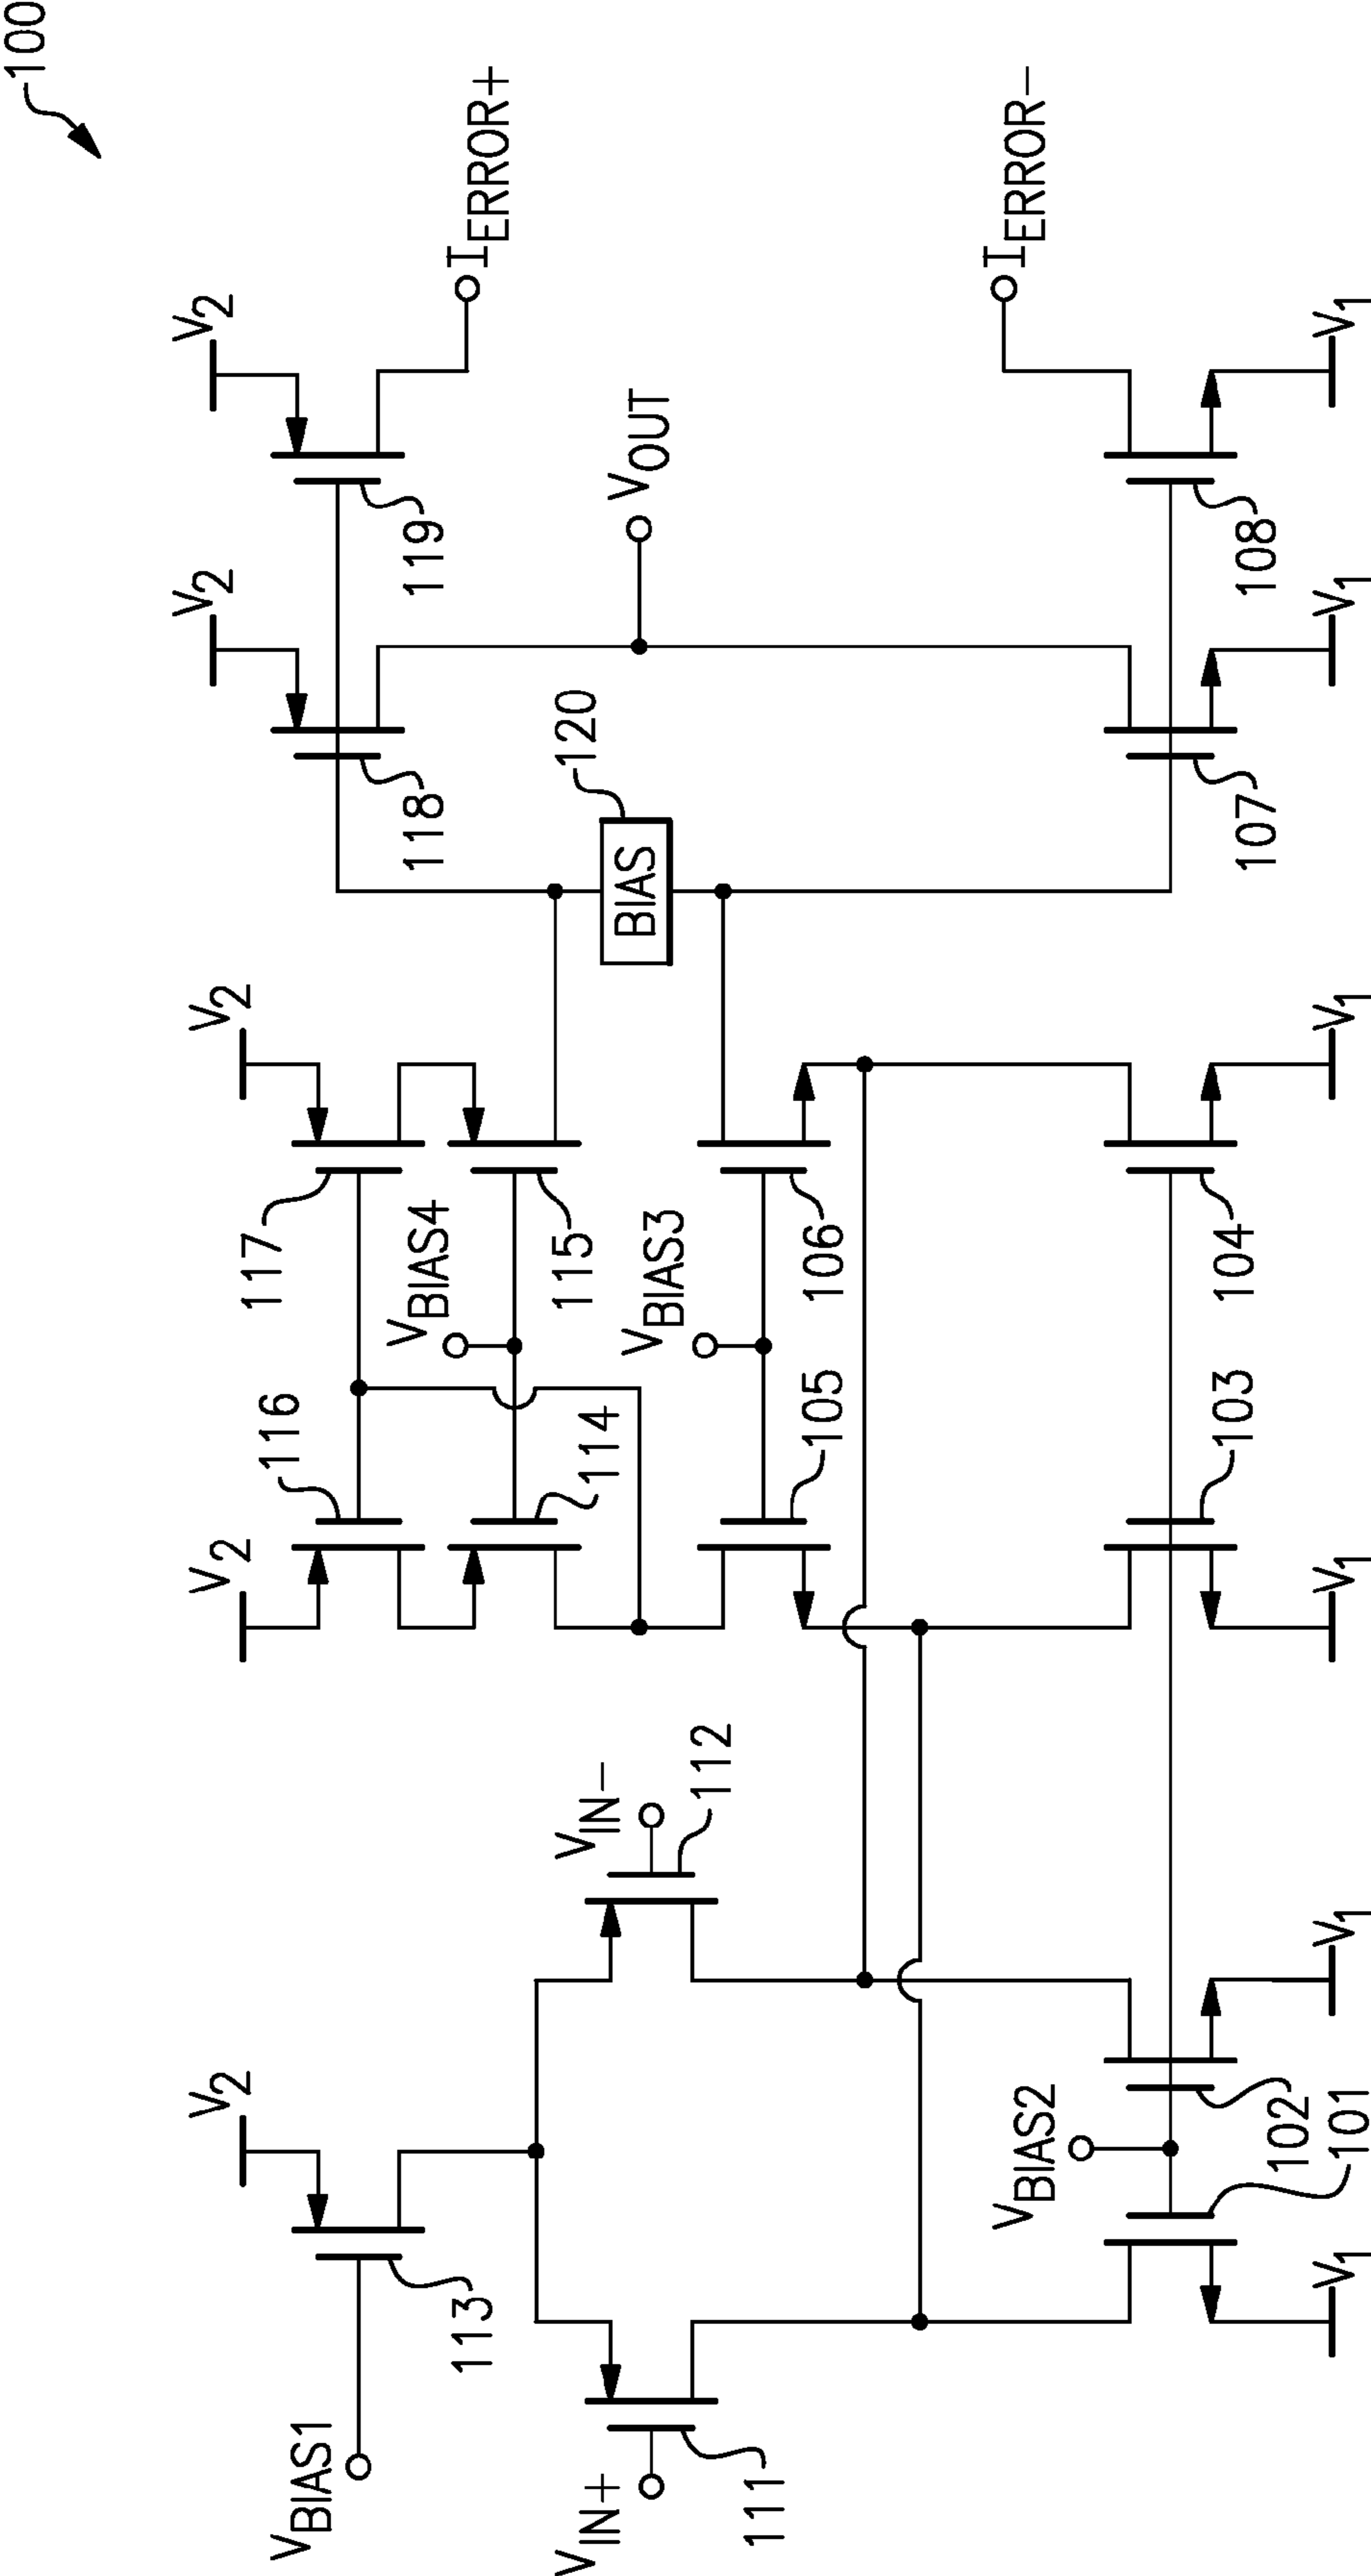 100
V2
V2
V2
V2
V2
VBIAS1
113
116
117
118
119
VBIAS4
114
115
IERROR+
VIN+
VIN-
111
112
VBIAS3
105
106
BIAS
120
VOUT
IERROR-
VBIAS2
101
102
103
104
107
108
V1
V1
V1
V1
V1
V1